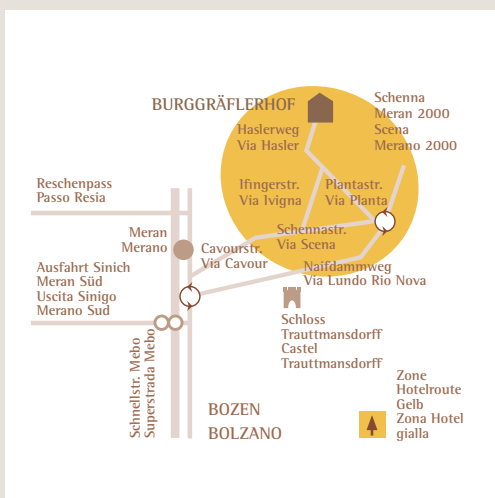 BURGGRÄFLERHOF
Schenna
Meran 2000
Scena
Merano 2000
Haslerweg
Via Hasler
Reschenpass
Passo Resia
Ifingerstr.
Via Ivigna
Plantastr.
Via Planta
Meran
Merano
Schennastr.
Via Scena
Cavourstr.
Via Cavour
Ausfahrt Sinich
Meran Süd
Uscita Sinigo
Merano Sud
Naifdammweg
Via Lundo Rio Nova
Schloss
Trauttmansdorff
Castel
Trauttmansdorff
Schnellstr. Mebo
Superstrada Mebo
BOZEN
BOLZANO
Zone
Hotelroute
Gelb
Zona Hotel
gialla